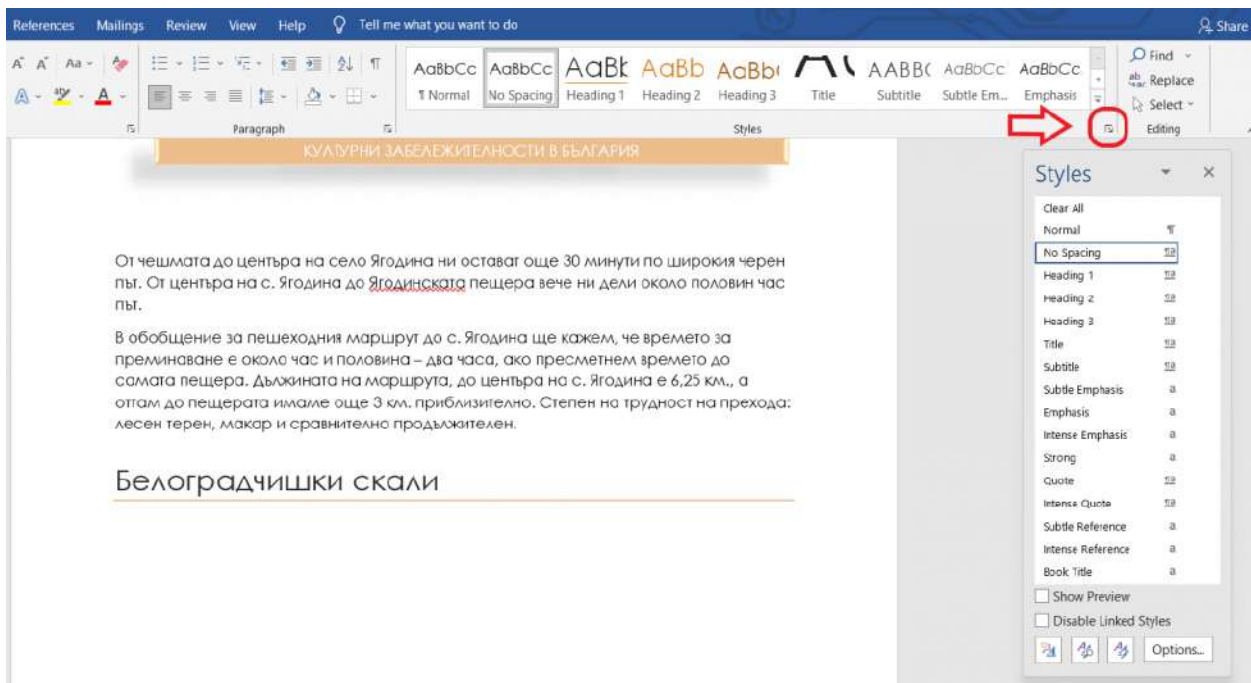 References Mailings Review View Help Tell me what you want to do Share
Aa
AaBbCc AaBbCc AaBb AaBb AaBb AABB AaBbCc AaBbCc
¶ Normal No Spacing Heading 1 Heading 2 Heading 3 Title Subtitle Subtle Em... Emphasis
Find
Replace
Select
Paragraph Styles Editing
КУЛТУРНИ ЗАБЕЛЕЖИТЕЛНОСТИ В БЪЛГАРИЯ
От чешмата до центъра на село Ягодина ни остават още 30 минути по широкия черен
път. От центъра на с. Ягодина до Ягодинската пещера вече ни дели около половин час
път.
В обобщение за пешеходния маршрут до с. Ягодина ще кажем, че времето за
преминаване е около час и половина – два часа, ако пресметнем времето до
самата пещера. Дължината на маршрута, до центъра на с. Ягодина е 6,25 км., а
оттам до пещерата имаме още 3 км. приблизително. Степен на трудност на прехода:
лесен терен, макар и сравнително продължителен.
Белоградчишки скали
Styles
Clear All
Normal ¶
No Spacing ¶a
Heading 1 ¶a
Heading 2 ¶a
Heading 3 ¶a
Title ¶a
Subtitle ¶a
Subtle Emphasis a
Emphasis a
Intense Emphasis a
Strong a
Quote ¶a
Intense Quote ¶a
Subtle Reference a
Intense Reference a
Book Title a
Show Preview
Disable Linked Styles
Options...